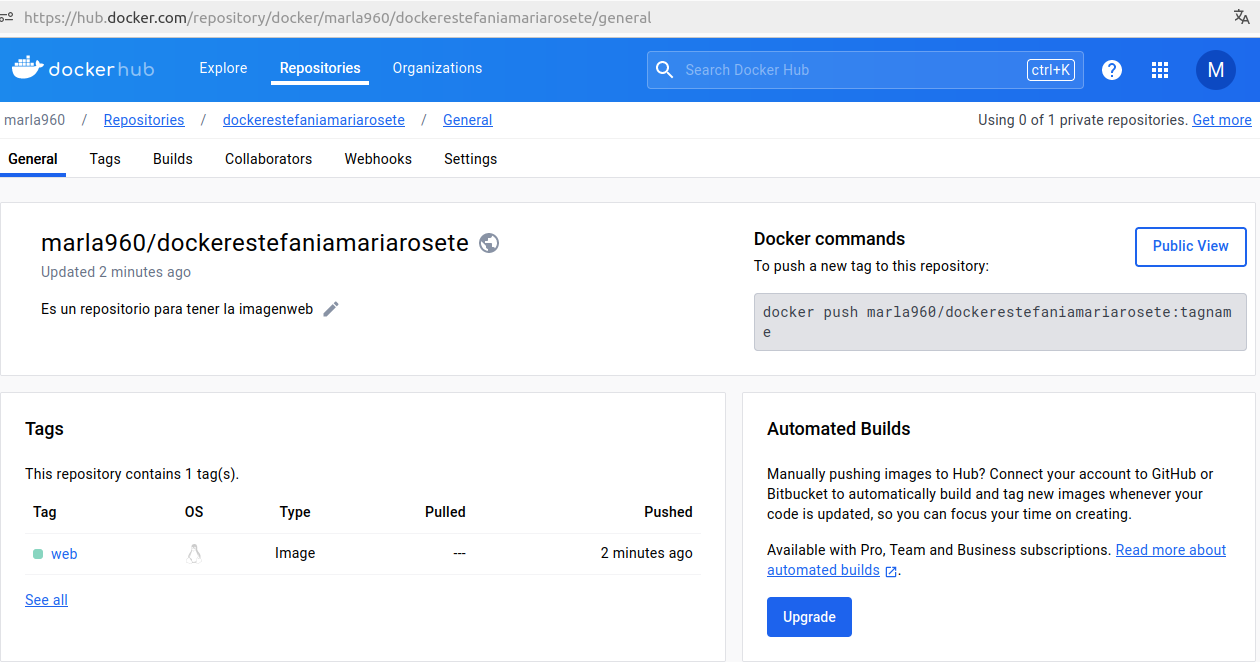 https://hub.docker.com/repository/docker/marla960/dockerestefaniamariarosete/general
dockerhub Explore Repositories Organizations Search Docker Hub ctrl+K ? M
marla960 / Repositories / dockerestefaniamariarosete / General Using 0 of 1 private repositories. Get more
General Tags Builds Collaborators Webhooks Settings
marla960/dockerestefaniamariarosete
Updated 2 minutes ago
Es un repositorio para tener la imagenweb
Docker commands
Public View
To push a new tag to this repository:
docker push marla960/dockerestefaniamariarosete:tagnam
e
Tags
This repository contains 1 tag(s).
Tag OS Type Pulled Pushed
web Image --- 2 minutes ago
See all
Automated Builds
Manually pushing images to Hub? Connect your account to GitHub or
Bitbucket to automatically build and tag new images whenever your
code is updated, so you can focus your time on creating.
Available with Pro, Team and Business subscriptions. Read more about
automated builds .
Upgrade